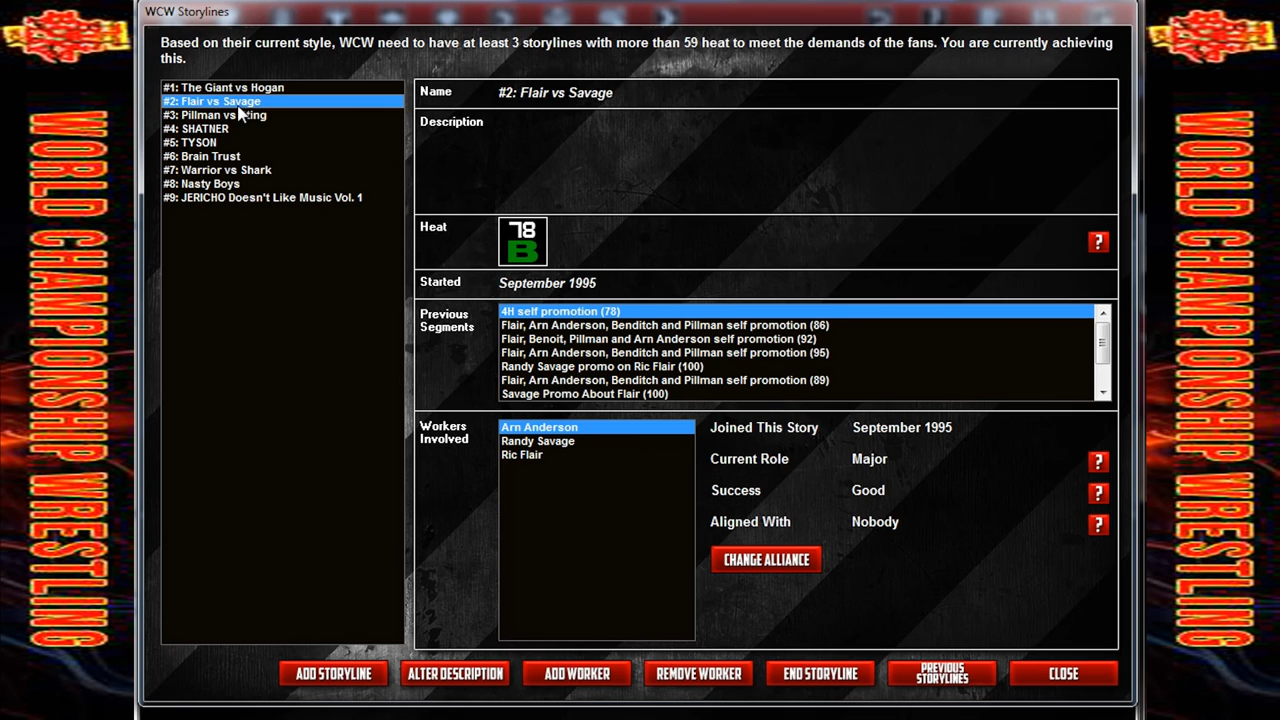 WCW Storylines
Based on their current style, WCW need to have at least 3 storylines with more than 59 heat to meet the demands of the fans. You are currently achieving
this.
#1: The Giant vs Hogan
#2: Flair vs Savage
#3: Pillman vs
#4: SHATNER
#5: TYSON
#6: Brain Trust
#7: Warrior vs Shark
#8: Nasty Boys
#9: JERICHO Doesn't Like Music Vol. 1
Name
#2: Flair vs Savage
Description
Heat
78
B
?
Started
September 1995
Previous
Segments
4H self promotion (78)
Flair, Arn Anderson, Benditch and Pillman self promotion (86)
Flair, Benoit, Pillman and Arn Anderson self promotion (92)
Flair, Arn Anderson, Benditch and Pillman self promotion (95)
Randy Savage promo on Ric Flair (100)
Flair, Arn Anderson, Benditch and Pillman self promotion (89)
Savage Promo About Flair (100)
Workers
Involved
Arn Anderson
Randy Savage
Ric Flair
Joined This Story September 1995
Current Role Major ?
Success Good ?
Aligned With Nobody ?
CHANGE ALLIANCE
ADD STORYLINE
ALTER DESCRIPTION
ADD WORKER
REMOVE WORKER
END STORYLINE
PREVIOUS
STORYLINES
CLOSE
WORLD CHAMPIONSHIP WRESTLING
WORLD CHAMPIONSHIP WRESTLING